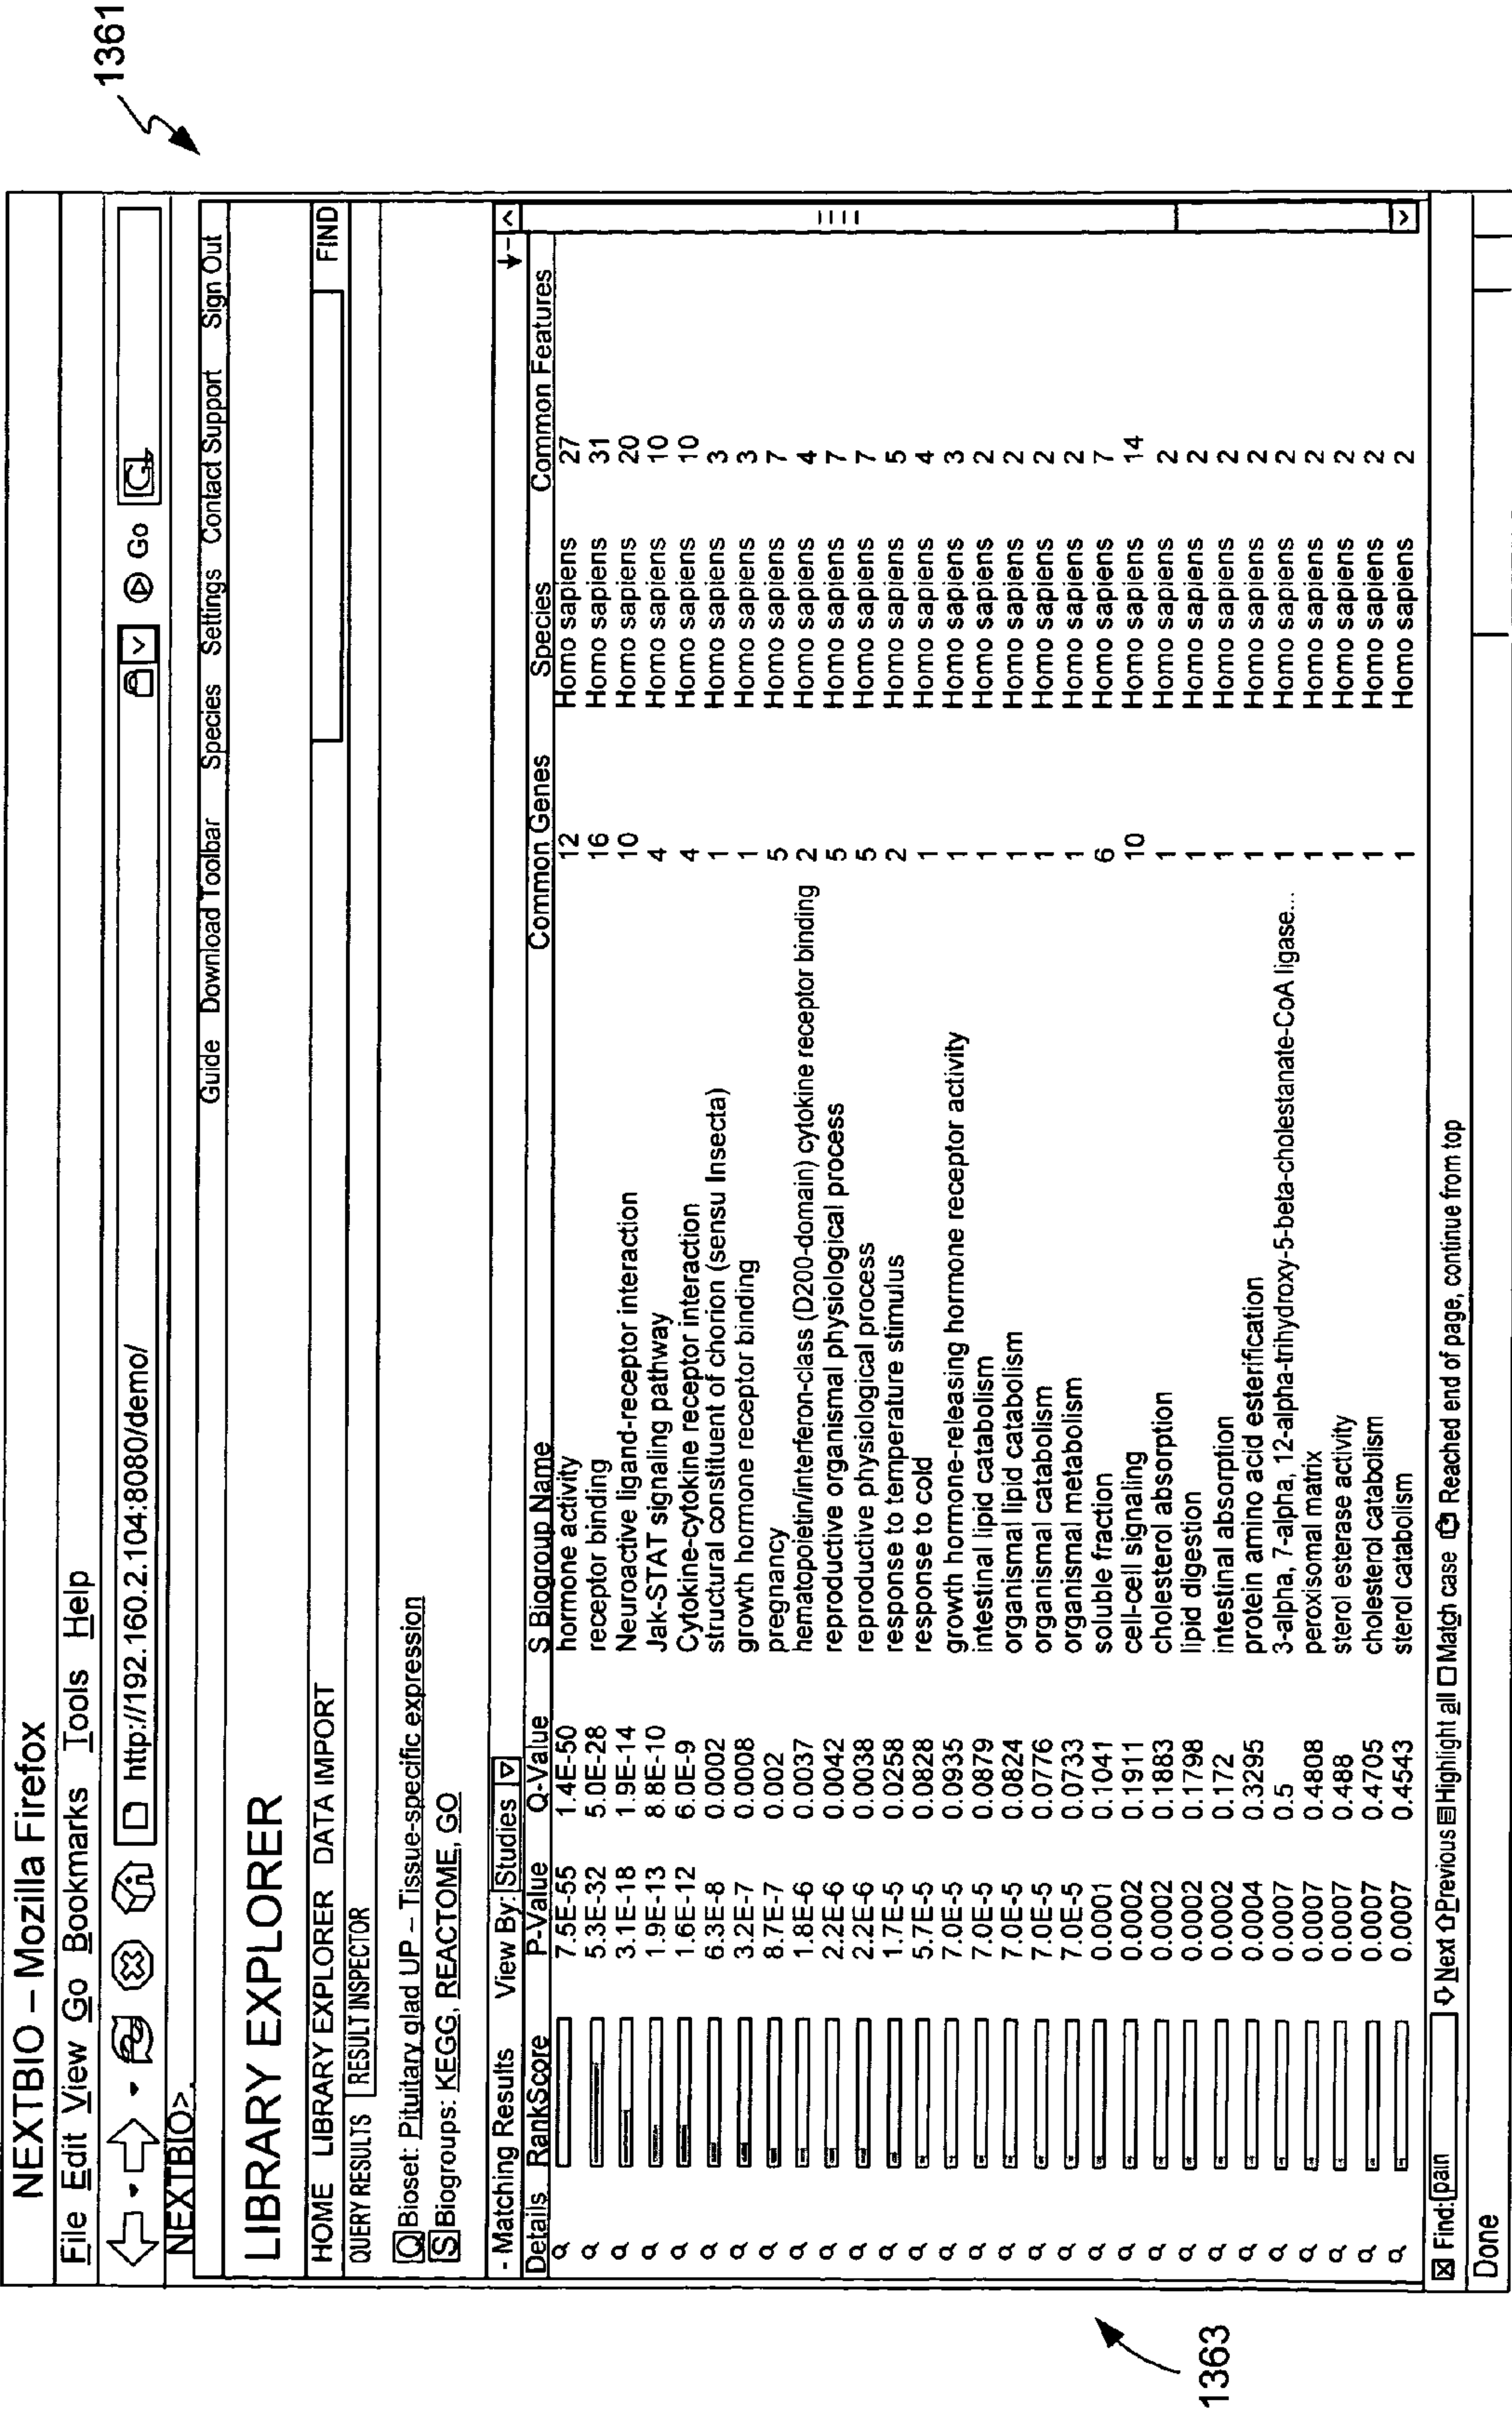 1361
NEXTBIO – Mozilla Firefox
File Edit View Go Bookmarks Tools Help
http://192.160.2.104:8080/demo/ Go G
NEXTBIO>
Guide Download Toolbar Species Settings Contact Support Sign Out
LIBRARY EXPLORER
HOME LIBRARY EXPLORER DATA IMPORT FIND
QUERY RESULTS RESULT INSPECTOR
Q Bioset: Pituitary glad UP – Tissue-specific expression
S Biogroups: KEGG, REACTOME, GO
- Matching Results View By: Studies
Details RankScore P-Value Q-Value S Biogroup Name Common Genes Species Common Features
7.5E-55 1.4E-50 hormone activity 12 Homo sapiens 27
5.3E-32 5.0E-28 receptor binding 16 Homo sapiens 31
3.1E-18 1.9E-14 Neuroactive ligand-receptor interaction 10 Homo sapiens 20
1.9E-13 8.8E-10 Jak-STAT signaling pathway 4 Homo sapiens 10
1.6E-12 6.0E-9 Cytokine-cytokine receptor interaction 4 Homo sapiens 10
6.3E-8 0.0002 structural constituent of chorion (sensu Insecta) 1 Homo sapiens 3
3.2E-7 0.0008 growth hormone receptor binding 1 Homo sapiens 3
8.7E-7 0.002 pregnancy 5 Homo sapiens 7
1.8E-6 0.0037 hematopoietin/interferon-class (D200-domain) cytokine receptor binding 2 Homo sapiens 4
2.2E-6 0.0042 reproductive organismal physiological process 5 Homo sapiens 7
2.2E-6 0.0038 reproductive physiological process 5 Homo sapiens 7
1.7E-5 0.0258 response to temperature stimulus 2 Homo sapiens 5
5.7E-5 0.0828 response to cold 1 Homo sapiens 4
7.0E-5 0.0935 growth hormone-releasing hormone receptor activity 1 Homo sapiens 3
7.0E-5 0.0879 intestinal lipid catabolism 1 Homo sapiens 2
7.0E-5 0.0824 organismal lipid catabolism 1 Homo sapiens 2
7.0E-5 0.0776 organismal catabolism 1 Homo sapiens 2
7.0E-5 0.0733 organismal metabolism 1 Homo sapiens 2
0.0001 0.1041 soluble fraction 6 Homo sapiens 7
0.0002 0.1911 cell-cell signaling 10 Homo sapiens 14
0.0002 0.1883 cholesterol absorption 1 Homo sapiens 2
0.0002 0.1798 lipid digestion 1 Homo sapiens 2
0.0002 0.172 intestinal absorption 1 Homo sapiens 2
0.0004 0.3295 protein amino acid esterification 1 Homo sapiens 2
0.0007 0.5 3-alpha, 7-alpha, 12-alpha-trihydroxy-5-beta-cholestanate-CoA ligase... 1 Homo sapiens 2
0.0007 0.4808 peroxisomal matrix 1 Homo sapiens 2
0.0007 0.488 sterol esterase activity 1 Homo sapiens 2
0.0007 0.4705 cholesterol catabolism 1 Homo sapiens 2
0.0007 0.4543 sterol catabolism 1 Homo sapiens 2
Find: pain Next Previous Highlight all Match case Reached end of page, continue from top
Done
1363